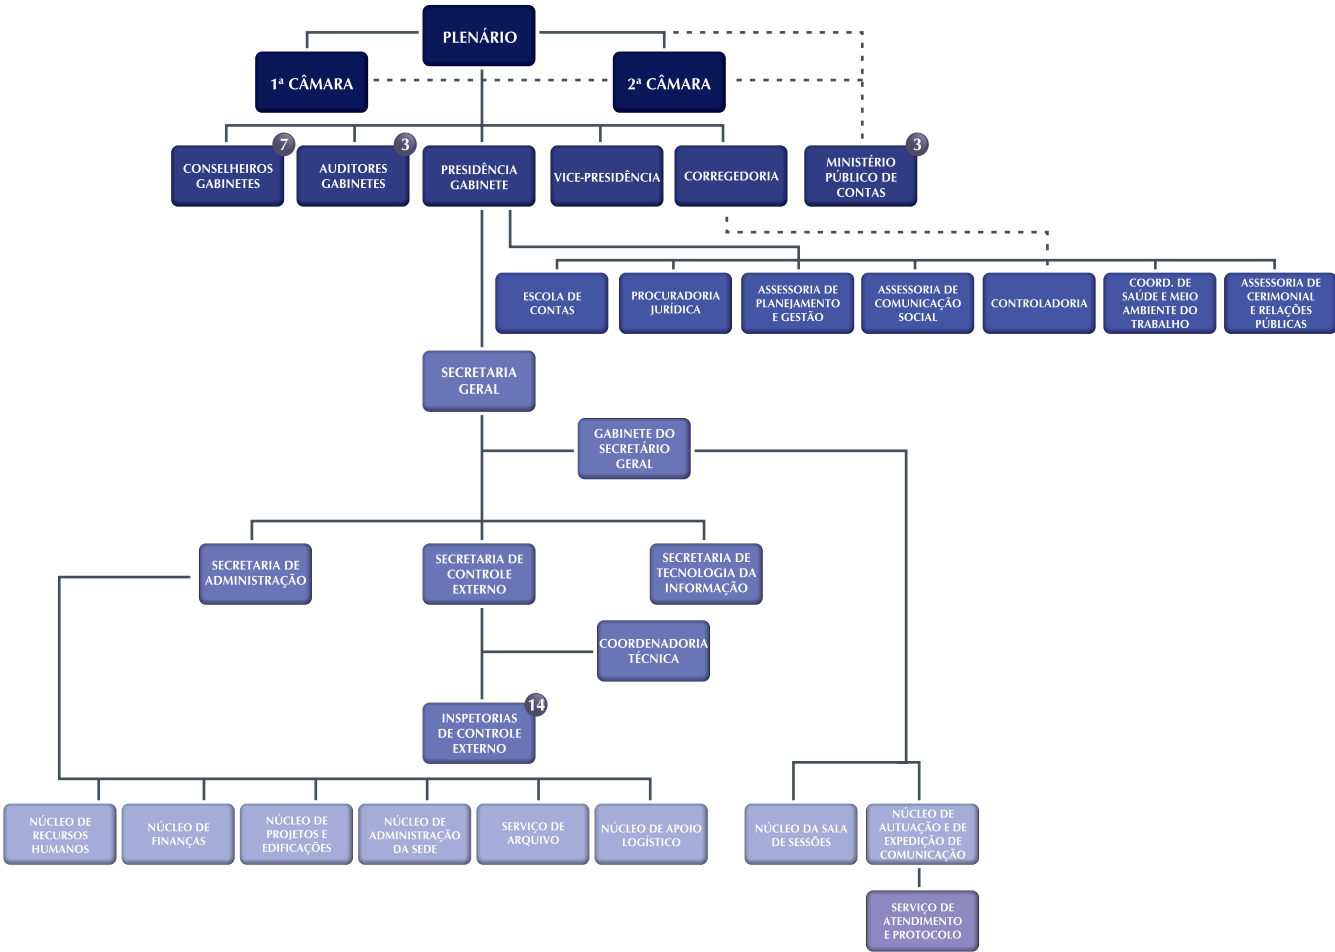 PLENÁRIO
1ª CÂMARA
2ª CÂMARA
7
CONSELHEIROS
GABINETES
3
AUDITORES
GABINETES
PRESIDÊNCIA
GABINETE
VICE-PRESIDÊNCIA
CORREGEDORIA
3
MINISTÉRIO
PÚBLICO DE
CONTAS
ESCOLA DE
CONTAS
PROCURADORIA
JURÍDICA
ASSESSORIA DE
PLANEJAMENTO
E GESTÃO
ASSESSORIA DE
COMUNICAÇÃO
SOCIAL
CONTROLADORIA
COORD. DE
SAÚDE E MEIO
AMBIENTE DO
TRABALHO
ASSESSORIA DE
CERIMONIAL
E RELAÇÕES
PÚBLICAS
SECRETARIA
GERAL
GABINETE DO
SECRETÁRIO
GERAL
SECRETARIA DE
ADMINISTRAÇÃO
SECRETARIA DE
CONTROLE
EXTERNO
SECRETARIA DE
TECNOLOGIA DA
INFORMAÇÃO
COORDENADORIA
TÉCNICA
14
INSPETORIAS
DE CONTROLE
EXTERNO
NÚCLEO DE
RECURSOS
HUMANOS
NÚCLEO DE
FINANÇAS
NÚCLEO DE
PROJETOS E
EDIFICAÇÕES
NÚCLEO DE
ADMINISTRAÇÃO
DA SEDE
SERVIÇO DE
ARQUIVO
NÚCLEO DE APOIO
LOGÍSTICO
NÚCLEO DA SALA
DE SESSÕES
NÚCLEO DE
AUTUAÇÃO E DE
EXPEDIÇÃO DE
COMUNICAÇÃO
SERVIÇO DE
ATENDIMENTO
E PROTOCOLO